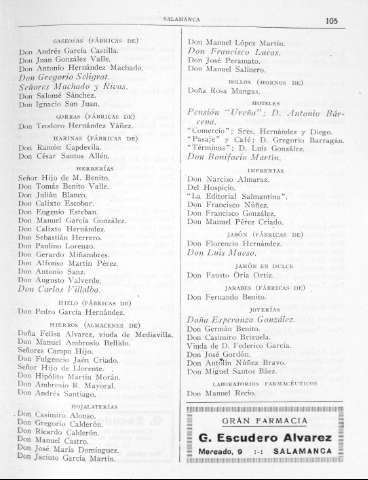 SALAMANCA
105
GASEOSAS (FÁBRICAS DE)
Don Andrés García Castilla.
Don Juan González Valle.
Don Antonio Hernández Machado.
Don Gregorio Seligrat.
Señores Machado y Rivas.
Don Salomé Sánchez.
Don Ignacio San Juan.
GORRAS (FÁBRICAS DE)
Don Teodoro Hernández Yáñez.
HARINAS (FÁBRICAS DE)
Don Ramón Capdevila.
Don César Santos Allén.
HERRERÍAS
Señor Hijo de M. Benito.
Don Tomás Benito Valle.
Don Julián Blanco.
Don Calixto Escobar.
Don Eugenio Esteban.
Don Manuel García González.
Don Calixto Hernández.
Don Sebastián Herrero.
Don Paulino Lorenzo.
Don Gerardo Miñambres.
Don Alfonso Martín Pérez.
Don Antonio Sanz.
Don Augusto Valverde.
Don Carlos Villalba.
HIELO (FÁBRICAS DE)
Don Pedro García Hernández.
HIERROS (ALMACENES DE)
Doña Felisa Alvarez, viuda de Mediavilla.
Don Manuel Ambrosio Bellido.
Señores Campo Hijo.
Don Fulgencio Jaén Criado.
Señor Hijo de Llorente.
Don Hipólito Martín Morán.
Don Ambrosio R. Mayoral.
Don Andrés Santiago.
HOJALATERÍAS
Don Casimiro Alonso.
Don Gregorio Calderón.
Don Ricardo Calderón.
Don Manuel Castro.
Don José María Domínguez.
Don Jacinto García Martín.
Don Manuel López Martín.
Don Francisco Lucas.
Don José Peramato.
Don Manuel Salinero.
BOLLOS (HORNOS DE)
Doña Rosa Mangas.
HOTELES
Pensión "Ureña"; D. Antonio Bárcena.
"Comercio"; Sres. Hernández y Diego.
"Pasaje" y Café; D. Gregorio Barragán.
"Términus"; D. Luis González.
Don Bonifacio Martín.
IMPRENTAS
Don Narciso Almaraz.
Del Hospicio.
"La Editorial Salmantina".
Don Francisco Núñez.
Don Francisco González.
Don Manuel Pérez Criado.
JABÓN (FÁBRICAS DE)
Don Florencio Hernández.
Don Luis Maeso.
JABÓN EN DULCE
Don Fausto Oria Ortiz.
JARABES (FÁBRICAS DE)
Don Fernando Benito.
JOYERÍAS
Doña Esperanza González.
Don Germán Benito.
Don Casimiro Brizuela.
Viuda de D. Federico García.
Don José Gordón.
Don Antolín Núñez Bravo.
Don Miguel Santos Báez.
LABORATORIOS FARMACÉUTICOS
Don Manuel Recio.
GRAN FARMACIA
G. Escudero Alvarez
Mercado, 9 :-: SALAMANCA